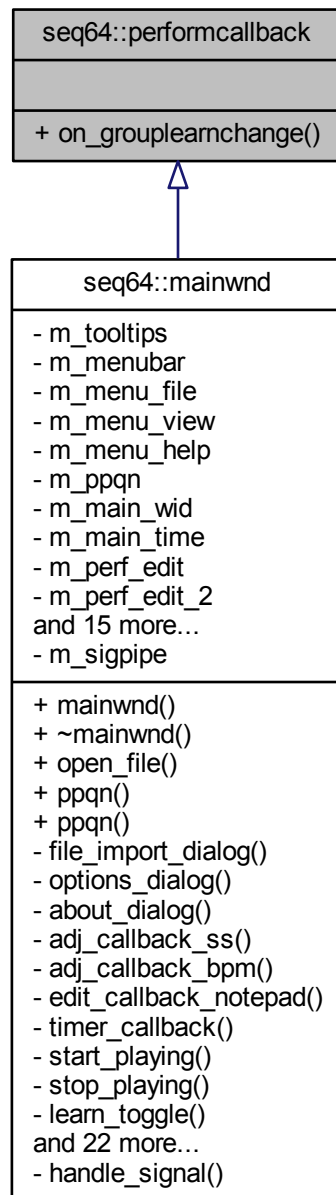 seq64::performcallback
+ on_grouplearnchange()
seq64::mainwnd
- m_tooltips
- m_menubar
- m_menu_file
- m_menu_view
- m_menu_help
- m_ppqn
- m_main_wid
- m_main_time
- m_perf_edit
- m_perf_edit_2
and 15 more...
- m_sigpipe
+ mainwnd()
+ ~mainwnd()
+ open_file()
+ ppqn()
+ ppqn()
- file_import_dialog()
- options_dialog()
- about_dialog()
- adj_callback_ss()
- adj_callback_bpm()
- edit_callback_notepad()
- timer_callback()
- start_playing()
- stop_playing()
- learn_toggle()
and 22 more...
- handle_signal()